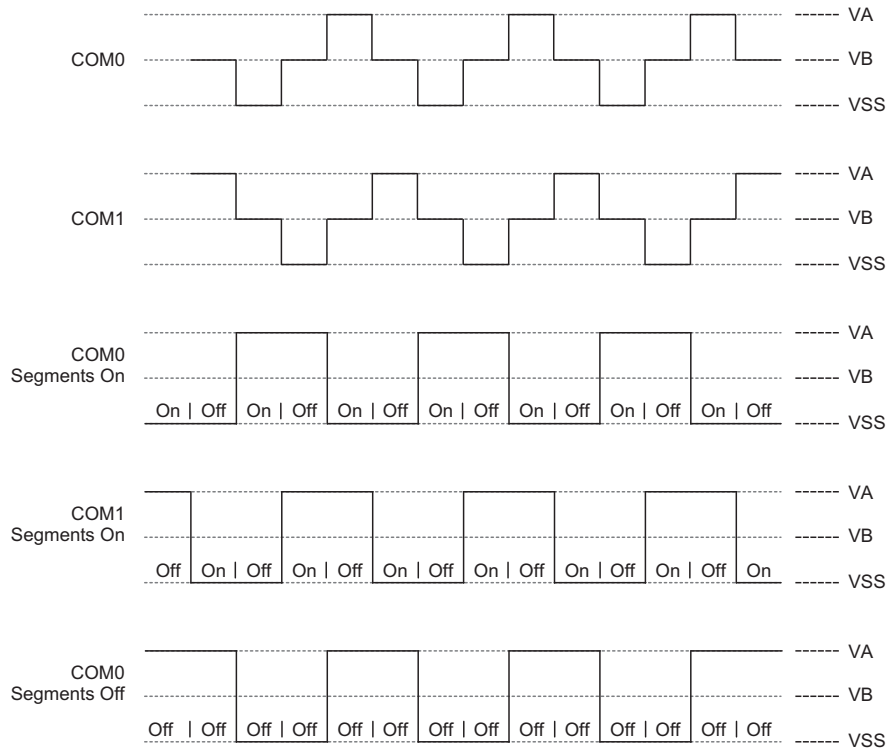 VA
COM0
VB
VSS
VA
COM1
VB
VSS
VA
COM0
Segments On
VB
On | Off | On | Off | On | Off | On | Off | On | Off | On | Off | On | Off
VSS
VA
COM1
Segments On
VB
Off | On | Off | On | Off | On | Off | On | Off | On | Off | On | Off | On
VSS
VA
COM0
Segments Off
VB
Off | Off | Off | Off | Off | Off | Off | Off | Off | Off | Off | Off | Off | Off
VSS